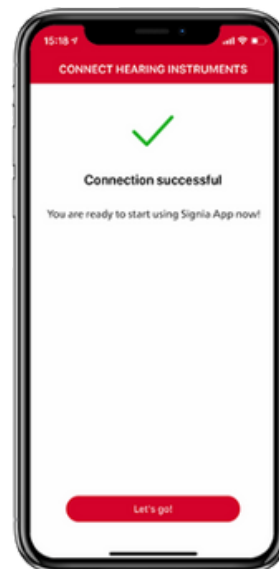 15:18
CONNECT HEARING INSTRUMENTS
Connection successful
You are ready to start using Signia App now!
Let's go!